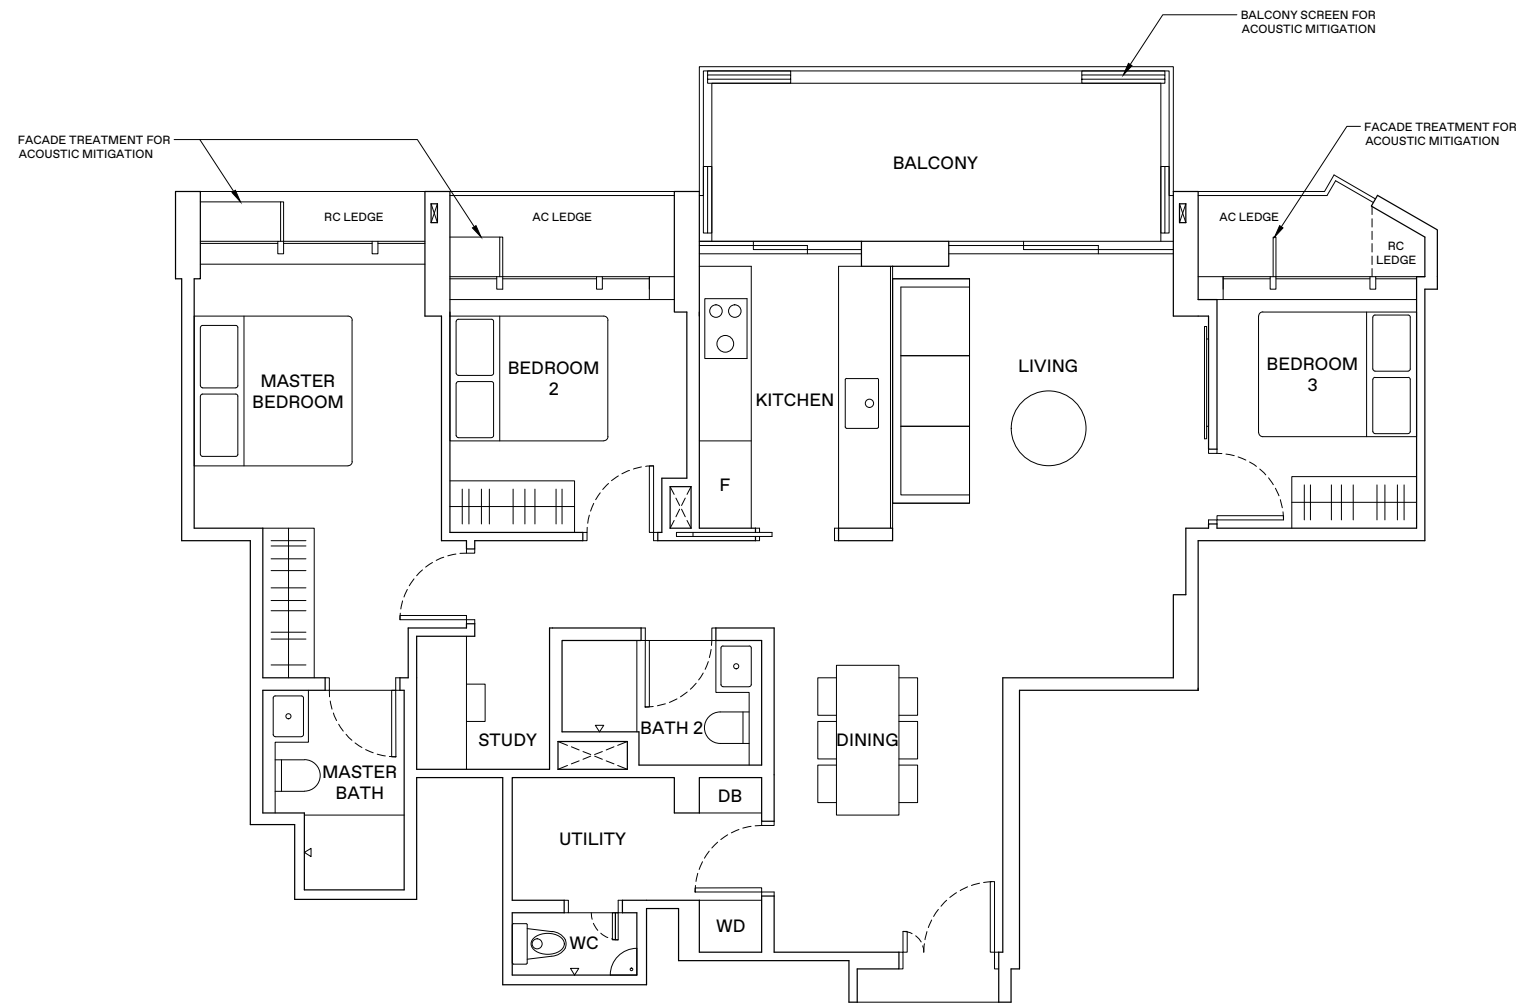 BALCONY SCREEN FOR
ACOUSTIC MITIGATION
FACADE TREATMENT FOR
ACOUSTIC MITIGATION
FACADE TREATMENT FOR
ACOUSTIC MITIGATION
BALCONY
RC LEDGE
AC LEDGE
AC LEDGE
RC
LEDGE
MASTER
BEDROOM
BEDROOM
2
KITCHEN
LIVING
BEDROOM
3
F
STUDY
BATH 2
DINING
MASTER
BATH
DB
UTILITY
WD
WC